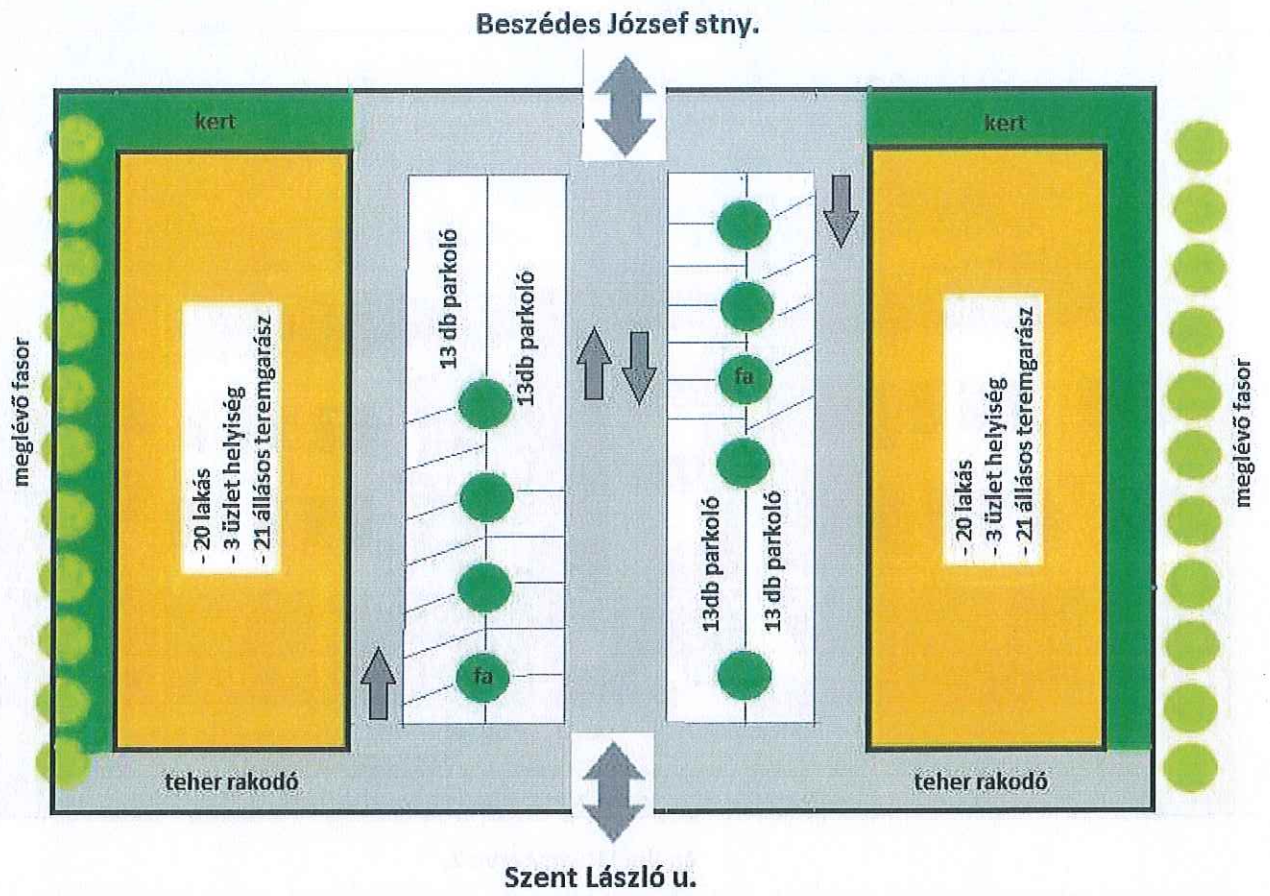 Beszédes József stny.
kert
kert
meglévő fasor
- 20 lakás
- 3 üzlet helyiség
- 21 állásos teremgarász
13 db parkoló
13db parkoló
fa
fa
13db parkoló
13 db parkoló
- 20 lakás
- 3 üzlet helyiség
- 21 állásos teremgarász
meglévő fasor
teher rakodó
teher rakodó
Szent László u.